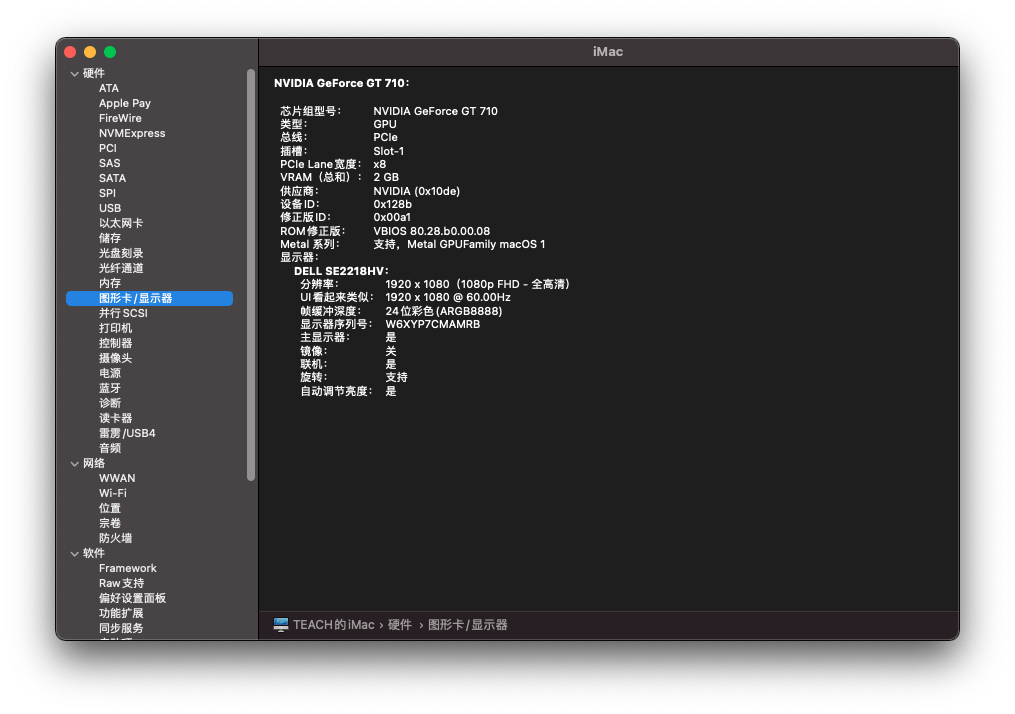 iMac
硬件
ATA
Apple Pay
FireWire
NVMExpress
PCI
SAS
SATA
SPI
USB
以太网卡
储存
光盘刻录
光纤通道
内存
图形卡/显示器
并行SCSI
打印机
控制器
摄像头
电源
蓝牙
诊断
读卡器
雷雳/USB4
音频
网络
WWAN
Wi-Fi
位置
宗卷
防火墙
软件
Framework
Raw支持
偏好设置面板
功能扩展
同步服务
NVIDIA GeForce GT 710：
芯片组型号： NVIDIA GeForce GT 710
类型： GPU
总线： PCIe
插槽： Slot-1
PCIe Lane宽度： x8
VRAM（总和）： 2 GB
供应商： NVIDIA (0x10de)
设备ID： 0x128b
修正版ID： 0x00a1
ROM修正版： VBIOS 80.28.b0.00.08
Metal 系列： 支持，Metal GPUFamily macOS 1
显示器：
DELL SE2218HV：
分辨率： 1920 x 1080（1080p FHD - 全高清）
UI看起来类似： 1920 x 1080 @ 60.00Hz
帧缓冲深度： 24位彩色(ARGB8888)
显示器序列号： W6XYP7CMAMRB
主显示器： 是
镜像： 关
联机： 是
旋转： 支持
自动调节亮度： 是
TEACH的iMac › 硬件 › 图形卡/显示器